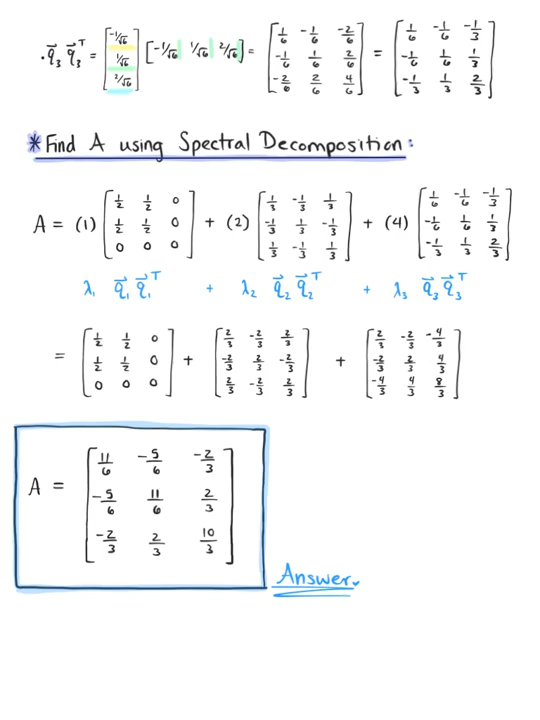 · q⃗₃ q⃗₃ᵀ = [-1/√6; 1/√6; 2/√6] [-1/√6 1/√6 2/√6] = [1/6 -1/6 -2/6; -1/6 1/6 2/6; -2/6 2/6 4/6] = [1/6 -1/6 -1/3; -1/6 1/6 1/3; -1/3 1/3 2/3]
* Find A using Spectral Decomposition:
A = (1) [1/2 1/2 0; 1/2 1/2 0; 0 0 0] + (2) [1/3 -1/3 1/3; -1/3 1/3 -1/3; 1/3 -1/3 1/3] + (4) [1/6 -1/6 -1/3; -1/6 1/6 1/3; -1/3 1/3 2/3]
λ₁ q⃗₁ q⃗₁ᵀ + λ₂ q⃗₂ q⃗₂ᵀ + λ₃ q⃗₃ q⃗₃ᵀ
= [1/2 1/2 0; 1/2 1/2 0; 0 0 0] + [2/3 -2/3 2/3; -2/3 2/3 -2/3; 2/3 -2/3 2/3] + [2/3 -2/3 -4/3; -2/3 2/3 4/3; -4/3 4/3 8/3]
A = [11/6 -5/6 -2/3; -5/6 11/6 2/3; -2/3 2/3 10/3]
Answer.